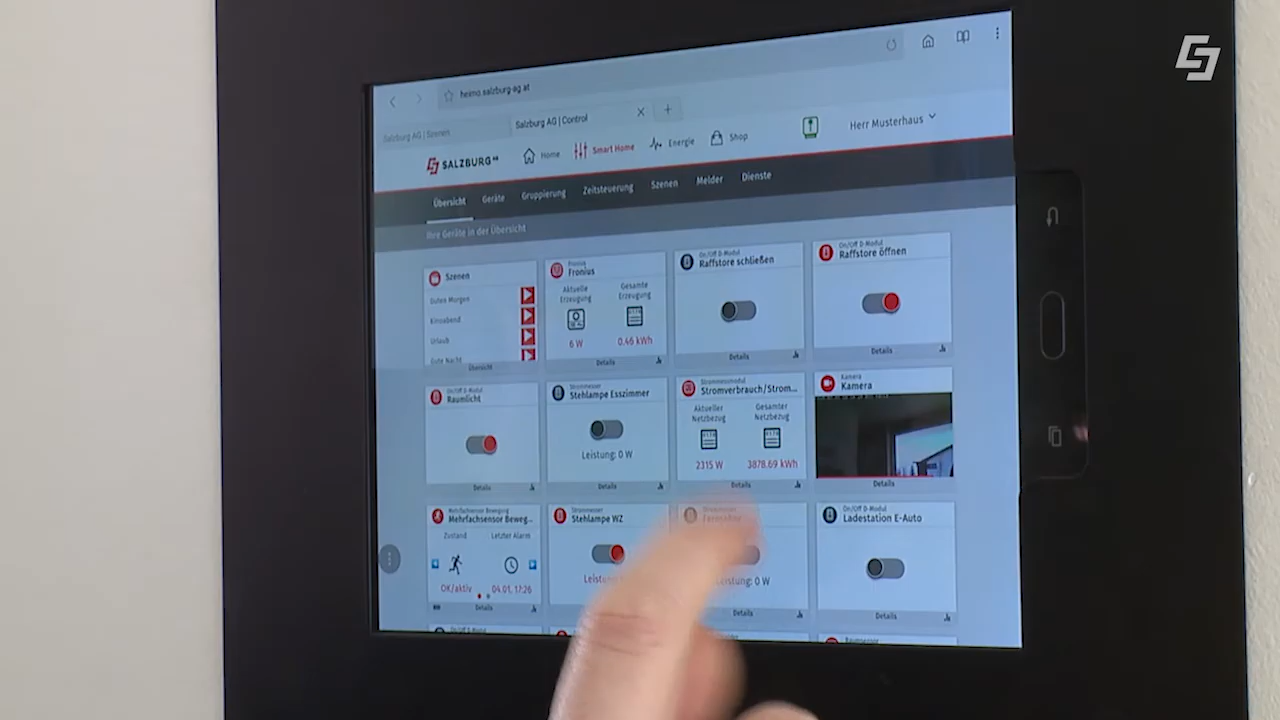 heimo.salzburg-ag.at
Salzburg AG | Szenen
Salzburg AG | Control
SALZBURG AG
Home
Smart Home
Energie
Shop
Herr Musterhaus
Übersicht
Geräte
Gruppierung
Zeitsteuerung
Szenen
Melder
Dienste
Ihre Geräte in der Übersicht
Szenen
Guten Morgen
Kinoabend
Urlaub
Gute Nacht
Übersicht
Fronius
Fronius
Aktuelle Erzeugung
Gesamte Erzeugung
6 W
0.46 kWh
Details
On/Off D-Modul
Raffstore schließen
Details
On/Off D-Modul
Raffstore öffnen
Details
On/Off D-Modul
Raumlicht
Details
Strommesser
Stehlampe Esszimmer
Leistung: 0 W
Details
Strommessmodul
Stromverbrauch/Strom...
Aktueller Netzbezug
Gesamter Netzbezug
2315 W
3878.69 kWh
Details
Kamera
Kamera
Details
Mehrfachsensor Bewegung
Mehrfachsensor Beweg...
Zustand
Letzter Alarm
OK/aktiv
04.01, 17:26
Details
Strommesser
Stehlampe WZ
Strommesser
Leistung: 0 W
Details
On/Off D-Modul
Ladestation E-Auto
Details
On/Off D-Modul